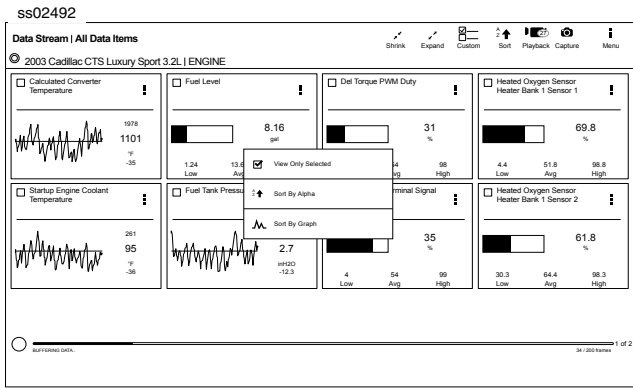 ss02492
Data Stream | All Data Items
Shrink
Expand
Custom
Sort
27
Playback
Capture
Menu
2003 Cadillac CTS Luxury Sport 3.2L | ENGINE
Calculated Converter
Temperature
1978
1101
°F
-35
Fuel Level
8.16
gal
1.24
Low
13.6
Avg
Del Torque PWM Duty
31
%
54
Avg
98
High
Heated Oxygen Sensor
Heater Bank 1 Sensor 1
69.8
%
4.4
Low
51.8
Avg
98.8
High
View Only Selected
Sort By Alpha
Sort By Graph
Startup Engine Coolant
Temperature
261
95
°F
-36
Fuel Tank Pressu
2.7
inH2O
-12.3
rminal Signal
35
%
4
Low
54
Avg
99
High
Heated Oxygen Sensor
Heater Bank 1 Sensor 2
61.8
%
30.3
Low
64.4
Avg
98.3
High
BUFFERING DATA..
34 / 200 frames
1 of 2